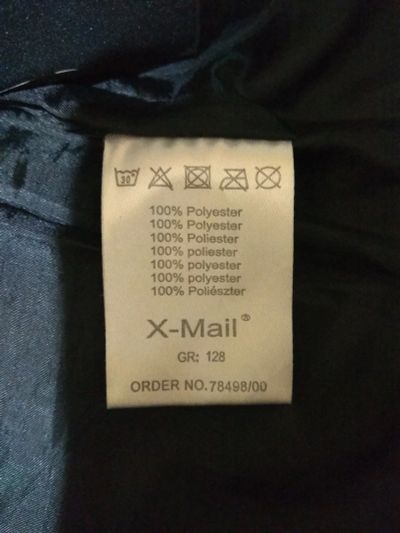 30°
100% Polyester
100% Polyester
100% Poliester
100% poliester
100% polyester
100% polyester
100% Poliészter
X-Mail®
GR: 128
ORDER NO.78498/00